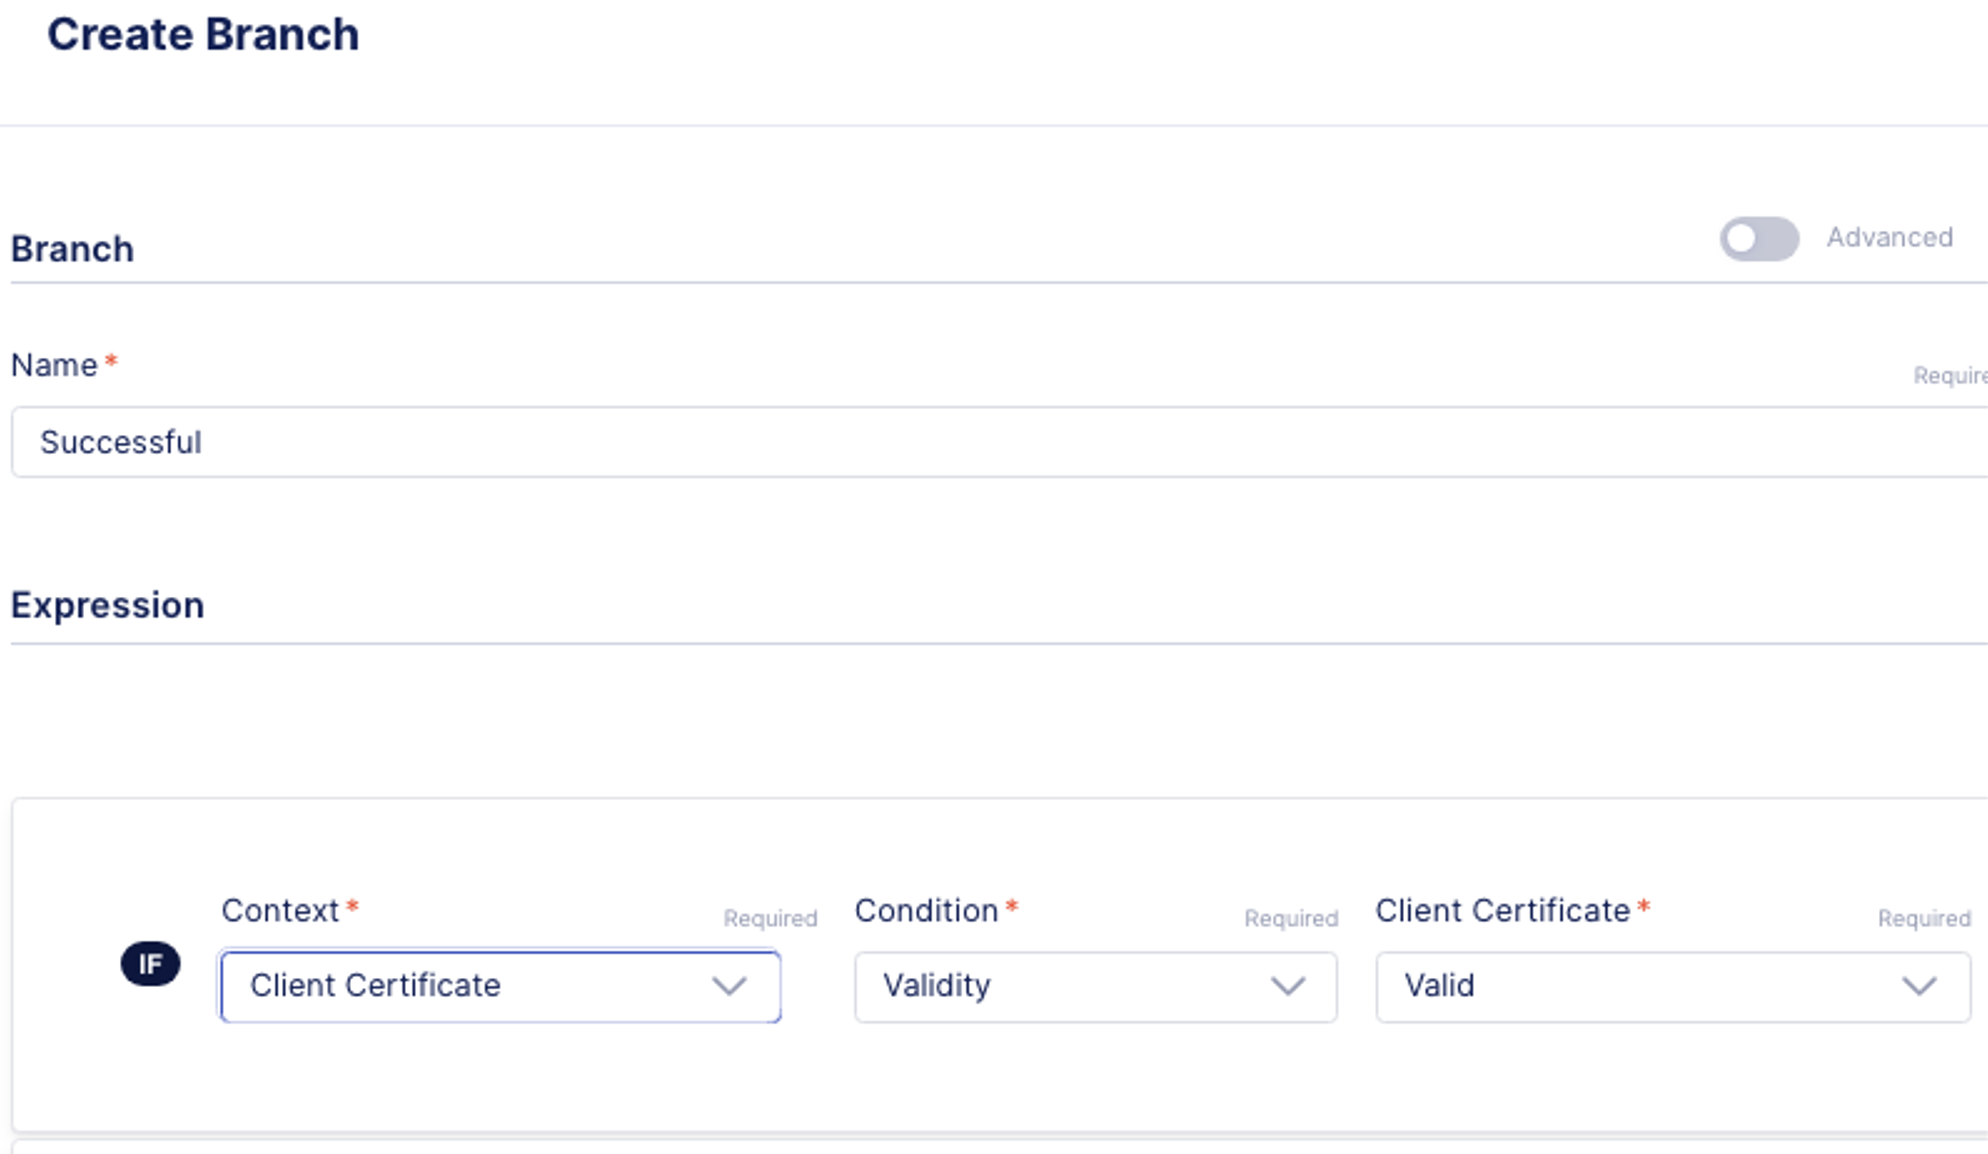 Create Branch
Branch
Advanced
Name *
Require
Successful
Expression
Context * Required Condition * Required Client Certificate * Required
IF Client Certificate Validity Valid